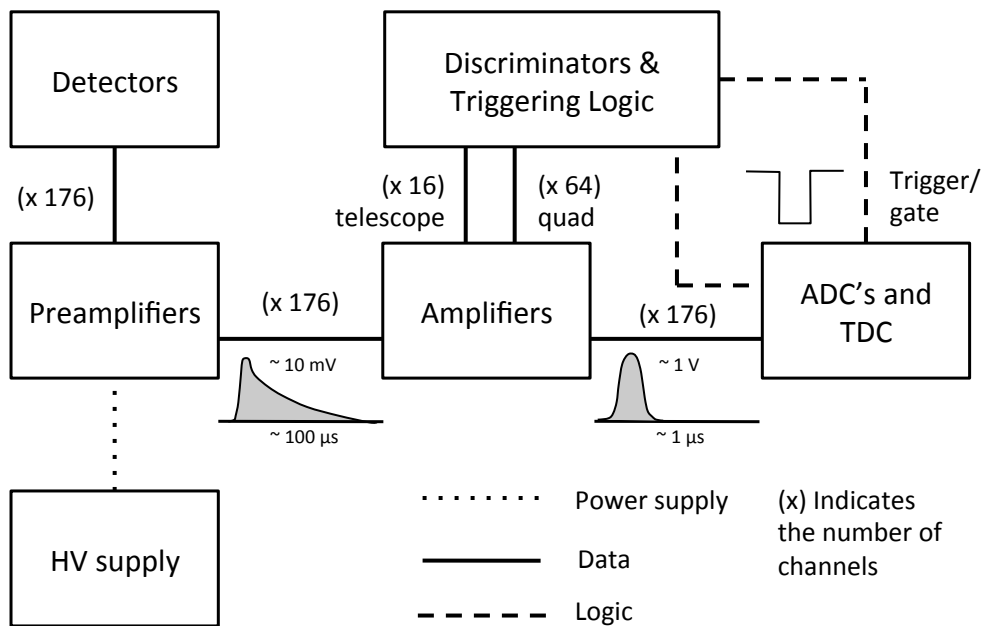 Detectors
Discriminators &
Triggering Logic
(x 176)
(x 16)
telescope
(x 64)
quad
Trigger/
gate
Preamplifiers
(x 176)
Amplifiers
(x 176)
ADC’s and
TDC
~ 10 mV
~ 100 µs
~ 1 V
~ 1 µs
HV supply
Power supply
Data
Logic
(x) Indicates
the number of
channels